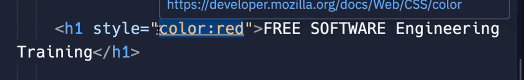 https://developer.mozilla.org/docs/Web/CSS/color
<h1 style="color:red">FREE SOFTWARE Engineering
Training</h1>